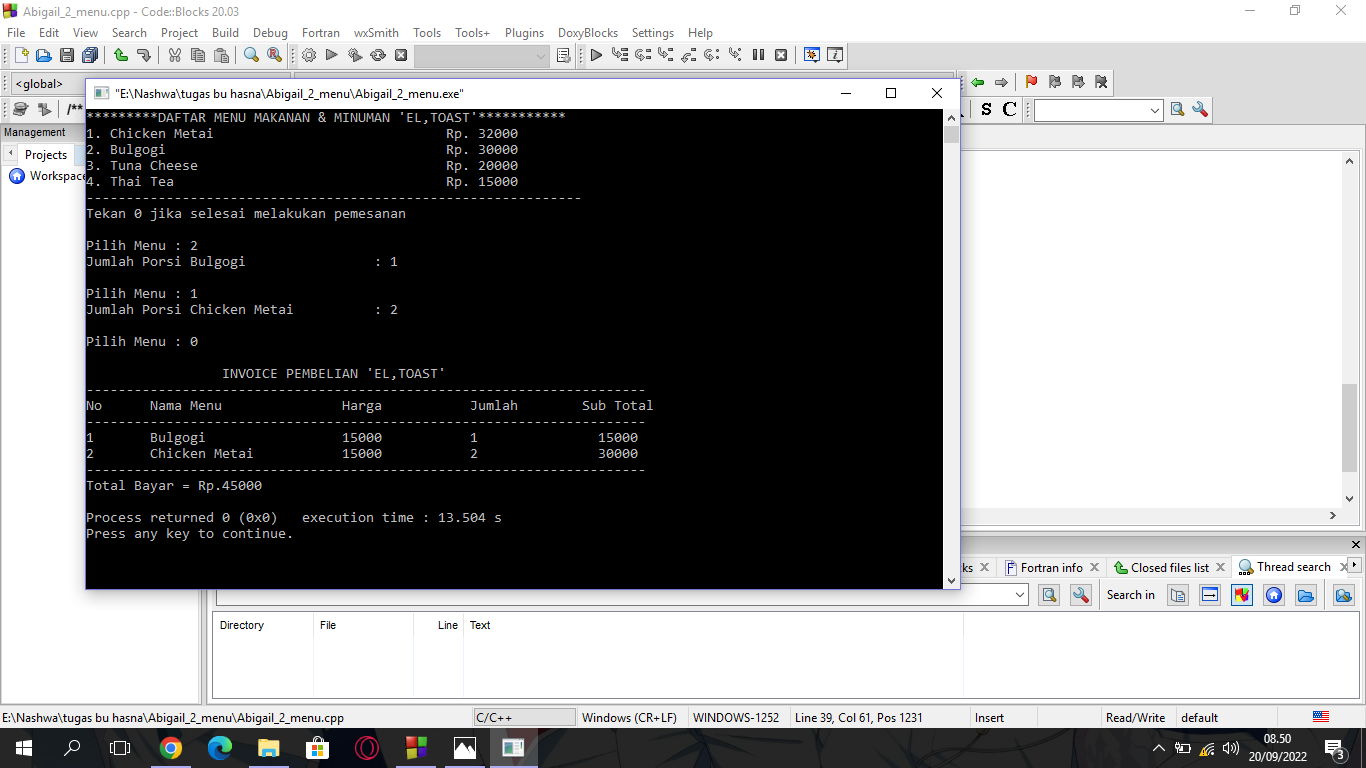 Abigail_2_menu.cpp - Code::Blocks 20.03
File Edit View Search Project Build Debug Fortran wxSmith Tools Tools+ Plugins DoxyBlocks Settings Help
<global>
"E:\Nashwa\tugas bu hasna\Abigail_2_menu\Abigail_2_menu.exe"
/** S C
Management
Projects
Workspace
*********DAFTAR MENU MAKANAN & MINUMAN 'EL,TOAST'***********
1. Chicken Metai Rp. 32000
2. Bulgogi Rp. 30000
3. Tuna Cheese Rp. 20000
4. Thai Tea Rp. 15000
--------------------------------------------------------------
Tekan 0 jika selesai melakukan pemesanan
Pilih Menu : 2
Jumlah Porsi Bulgogi : 1
Pilih Menu : 1
Jumlah Porsi Chicken Metai : 2
Pilih Menu : 0
INVOICE PEMBELIAN 'EL,TOAST'
----------------------------------------------------------------------
No Nama Menu Harga Jumlah Sub Total
----------------------------------------------------------------------
1 Bulgogi 15000 1 15000
2 Chicken Metai 15000 2 30000
----------------------------------------------------------------------
Total Bayar = Rp.45000
Process returned 0 (0x0) execution time : 13.504 s
Press any key to continue.
ks Fortran info Closed files list Thread search
Search in
Directory File Line Text
E:\Nashwa\tugas bu hasna\Abigail_2_menu\Abigail_2_menu.cpp C/C++ Windows (CR+LF) WINDOWS-1252 Line 39, Col 61, Pos 1231 Insert Read/Write default
08.50
20/09/2022
3